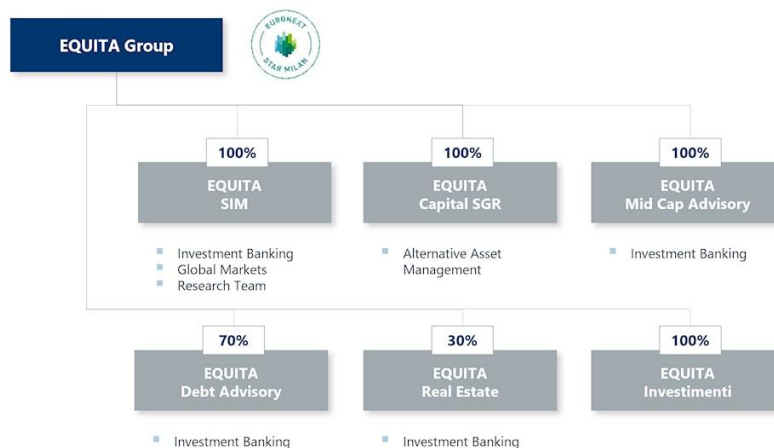 EQUITA Group
EURONEXT
STAR MILAN
100%
EQUITA
SIM
Investment Banking
Global Markets
Research Team
100%
EQUITA
Capital SGR
Alternative Asset
Management
100%
EQUITA
Mid Cap Advisory
Investment Banking
70%
EQUITA
Debt Advisory
Investment Banking
30%
EQUITA
Real Estate
Investment Banking
100%
EQUITA
Investimenti